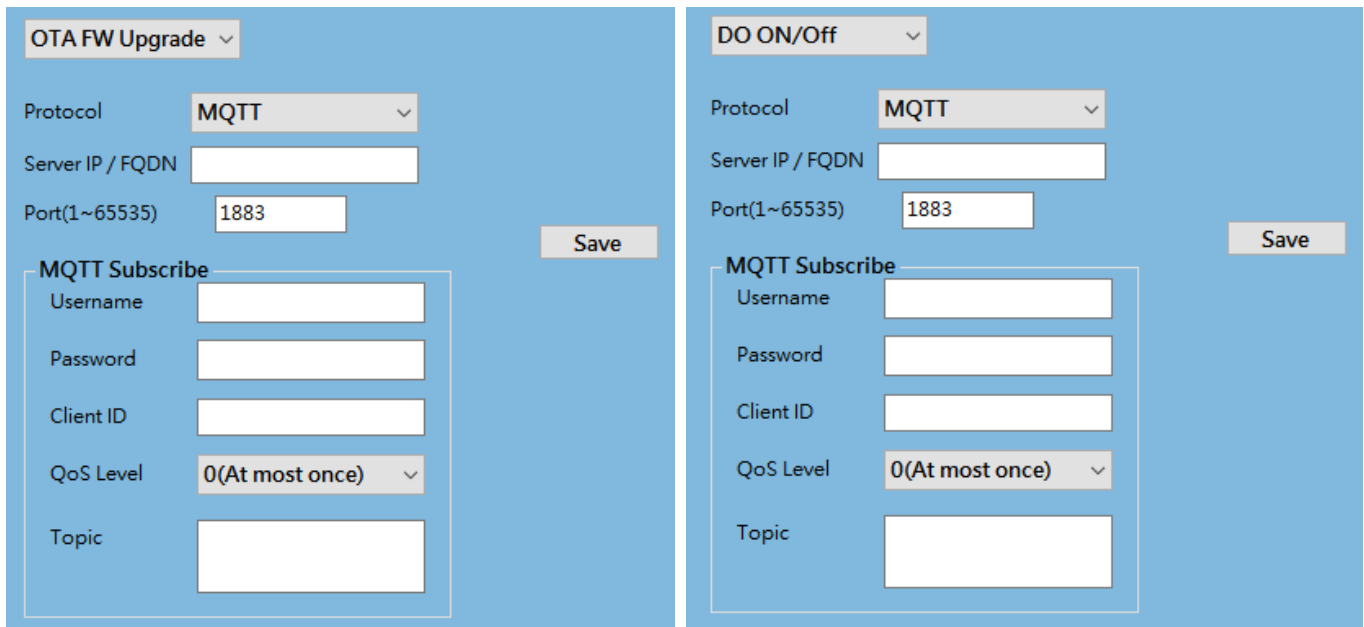 OTA FW Upgrade
Protocol MQTT
Server IP / FQDN
Port(1~65535) 1883
Save
MQTT Subscribe
Username
Password
Client ID
QoS Level 0(At most once)
Topic
DO ON/Off
Protocol MQTT
Server IP / FQDN
Port(1~65535) 1883
Save
MQTT Subscribe
Username
Password
Client ID
QoS Level 0(At most once)
Topic